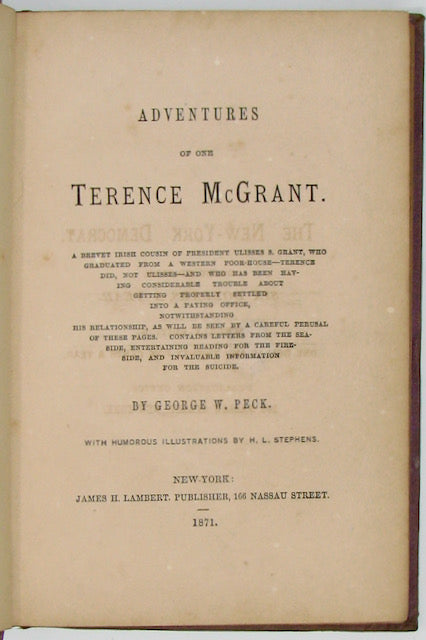 ADVENTURES
OF ONE
TERENCE MCGRANT.
A BREVET IRISH COUSIN OF PRESIDENT ULISSES S. GRANT, WHO
GRADUATED FROM A WESTERN POOR-HOUSE—TERENCE
DID, NOT ULISSES—AND WHO HAS BEEN HAV-
ING CONSIDERABLE TROUBLE ABOUT
GETTING PROPERLY SETTLED
INTO A PAYING OFFICE,
NOTWITHSTANDING
HIS RELATIONSHIP, AS WILL BE SEEN BY A CAREFUL PERUSAL
OF THESE PAGES. CONTAINS LETTERS FROM THE SEA-
SIDE, ENTERTAINING READING FOR THE FIRE-
SIDE, AND INVALUABLE INFORMATION
FOR THE SUICIDE.
BY GEORGE W. PECK.
WITH HUMOROUS ILLUSTRATIONS BY H. L. STEPHENS.
NEW-YORK:
JAMES H. LAMBERT. PUBLISHER, 166 NASSAU STREET.
1871.
THE NEW-YORK DEMOCRAT.